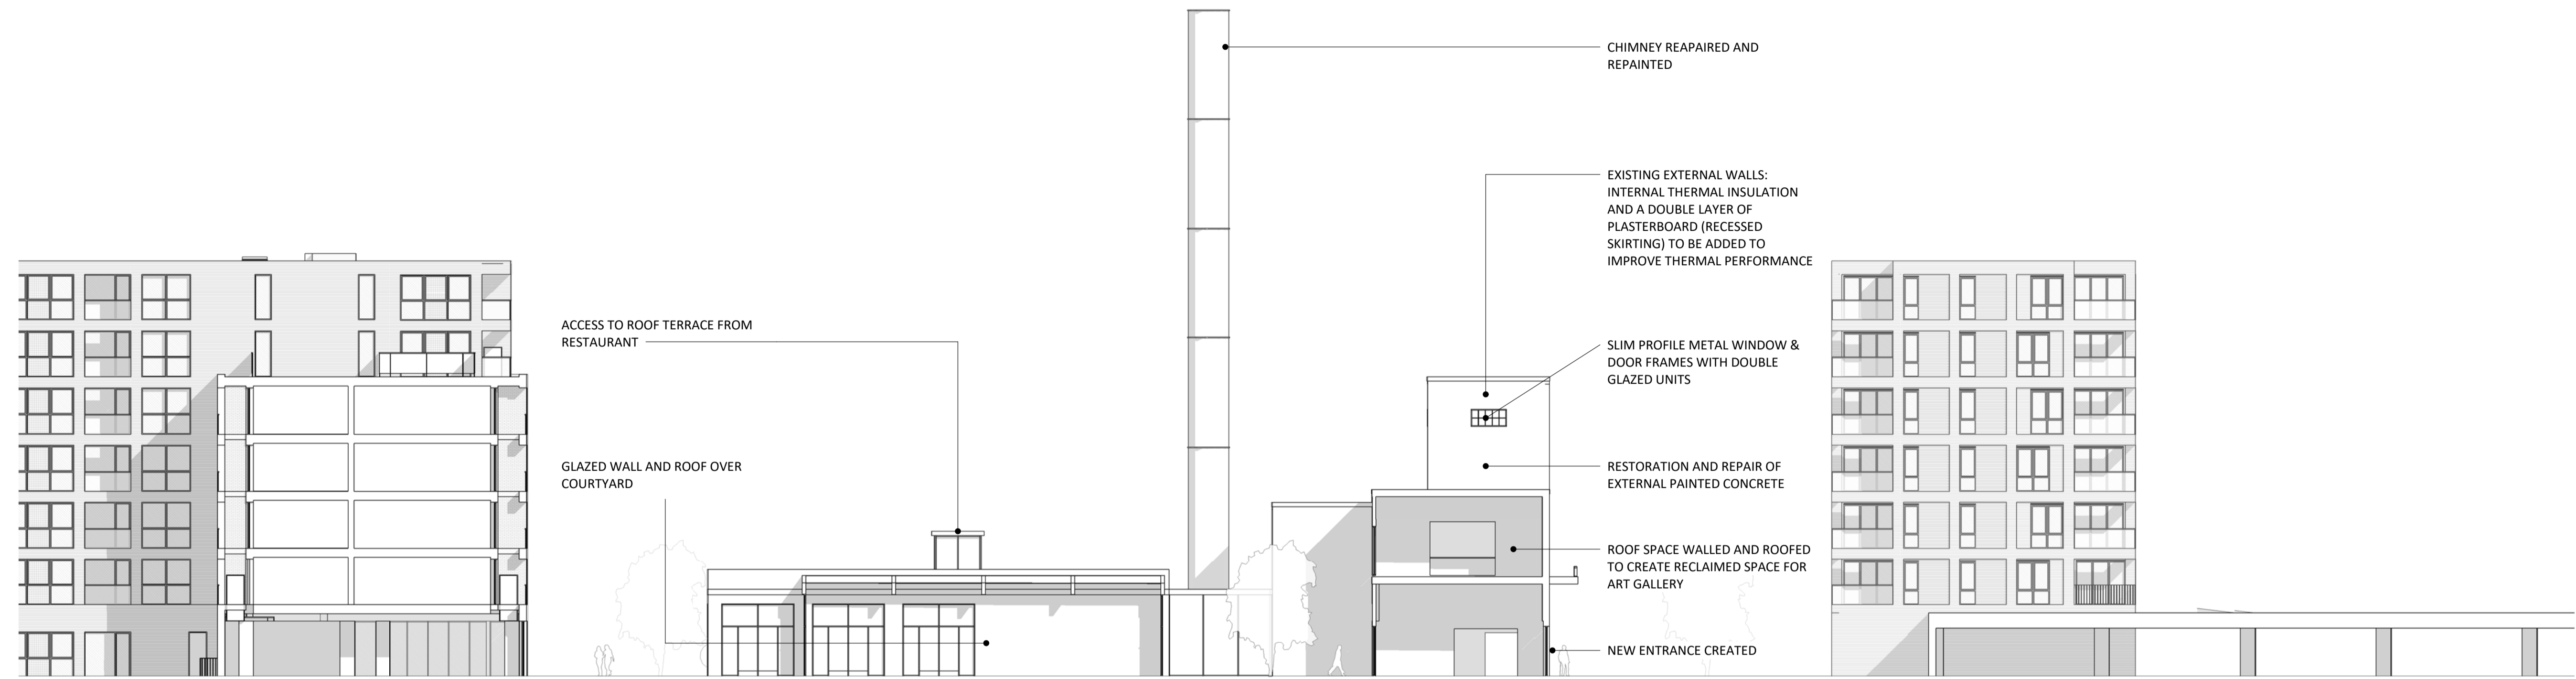 CHIMNEY REAPAIRED AND
REPAINTED
EXISTING EXTERNAL WALLS:
INTERNAL THERMAL INSULATION
AND A DOUBLE LAYER OF
PLASTERBOARD (RECESSED
SKIRTING) TO BE ADDED TO
IMPROVE THERMAL PERFORMANCE
ACCESS TO ROOF TERRACE FROM
RESTAURANT
SLIM PROFILE METAL WINDOW &
DOOR FRAMES WITH DOUBLE
GLAZED UNITS
GLAZED WALL AND ROOF OVER
COURTYARD
RESTORATION AND REPAIR OF
EXTERNAL PAINTED CONCRETE
ROOF SPACE WALLED AND ROOFED
TO CREATE RECLAIMED SPACE FOR
ART GALLERY
NEW ENTRANCE CREATED